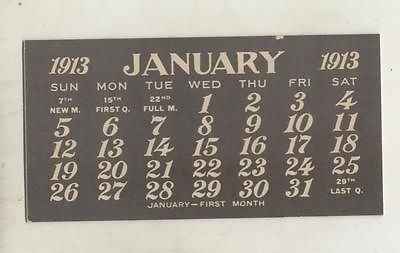 1913 JANUARY 1913
SUN MON TUE WED THU FRI SAT
7TH NEW M. 15TH FIRST Q. 22ND FULL M. 1 2 3 4
5 6 7 8 9 10 11
12 13 14 15 16 17 18
19 20 21 22 23 24 25
26 27 28 29 30 31 29TH LAST Q.
JANUARY—FIRST MONTH